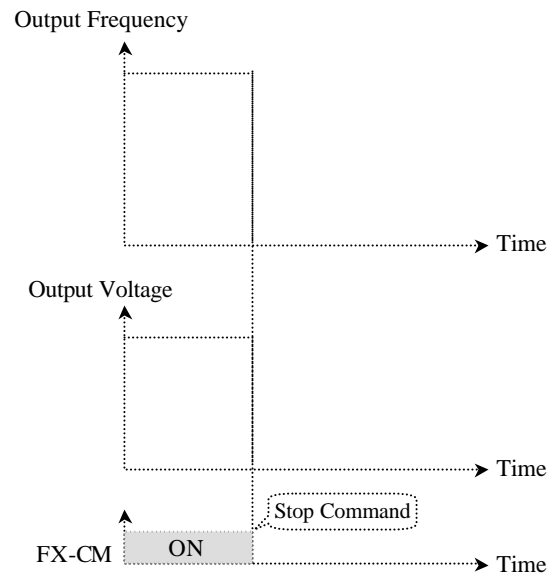 Output Frequency
Time
Output Voltage
Time
Stop Command
FX-CM
ON
Time